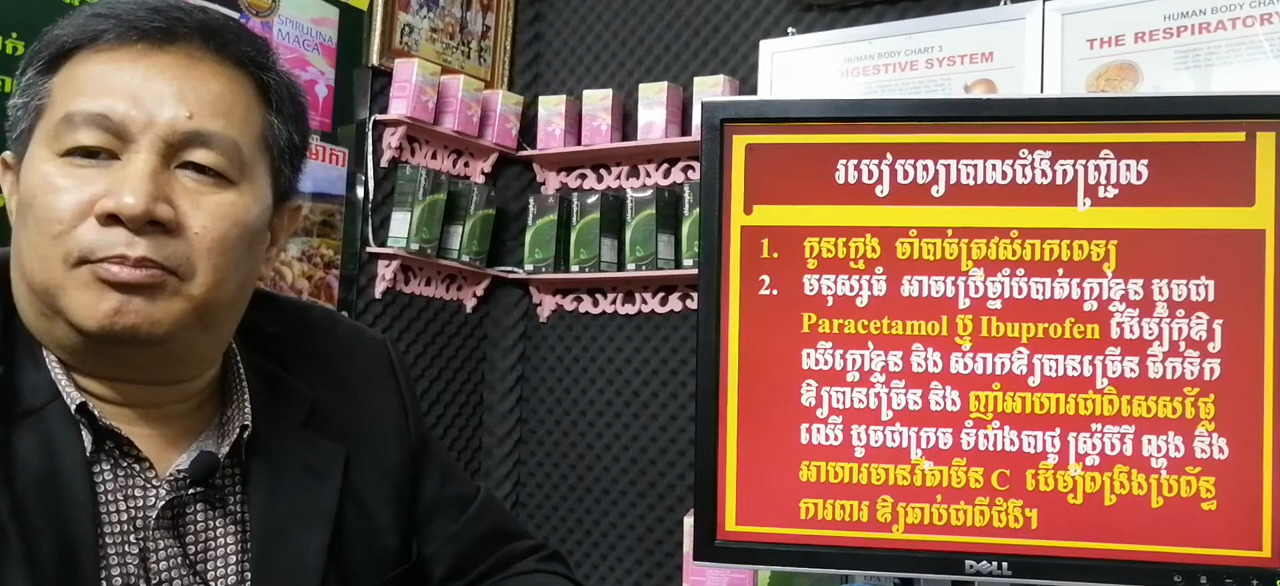 SPIRULINA
MACA
HUMAN BODY CHART 3
DIGESTIVE SYSTEM
HUMAN BODY CHA
THE RESPIRATORY
របៀបព្យាបាលជំងឺកញ្ជ្រិល
1. កូនក្មេង ចាំបាច់ត្រូវសំរាកពេទ្យ
2. មនុស្សធំ អាចប្រើថ្នាំបំបាត់ក្ដៅខ្លួន ដូចជា
Paracetamol ឬ Ibuprofen ដើម្បីកុំឱ្យ
ឈឺក្ដៅខ្លួន និង សំរាកឱ្យបានច្រើន ផឹកទឹក
ឱ្យបានច្រើន និង ញ៉ាំអាហារជាពិសេសផ្លែ
ឈើ ដូចជាក្រូច ទំពាំងបាជូ ស្ត្រ៉បឺរី ល្ហុង និង
អាហារមានវីតាមីន C ដើម្បីពង្រឹងប្រព័ន្ធ
ការពារ ឱ្យឆាប់ជាពីជំងឺ។
DELL